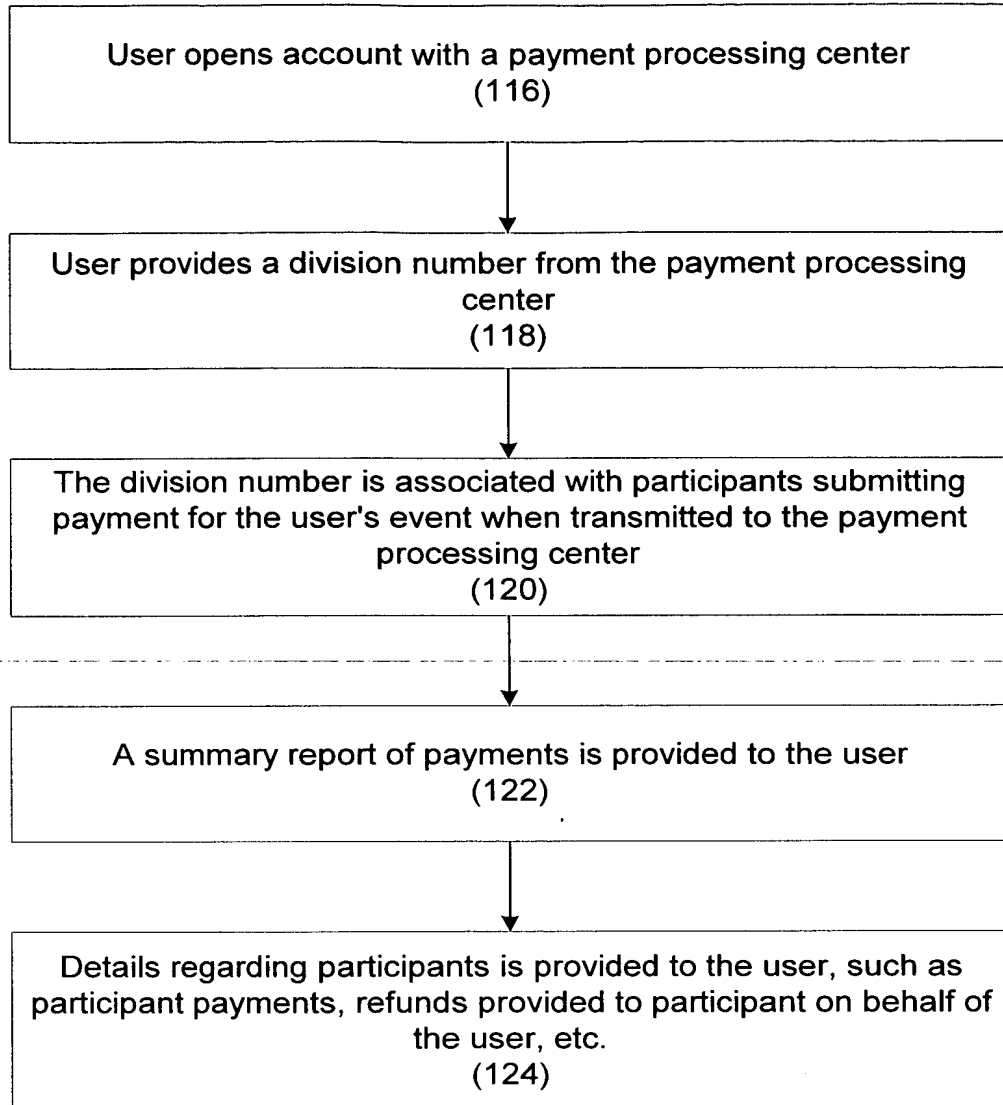 User opens account with a payment processing center
(116)
User provides a division number from the payment processing
center
(118)
The division number is associated with participants submitting
payment for the user's event when transmitted to the payment
processing center
(120)
A summary report of payments is provided to the user
(122)
Details regarding participants is provided to the user, such as
participant payments, refunds provided to participant on behalf of
the user, etc.
(124)